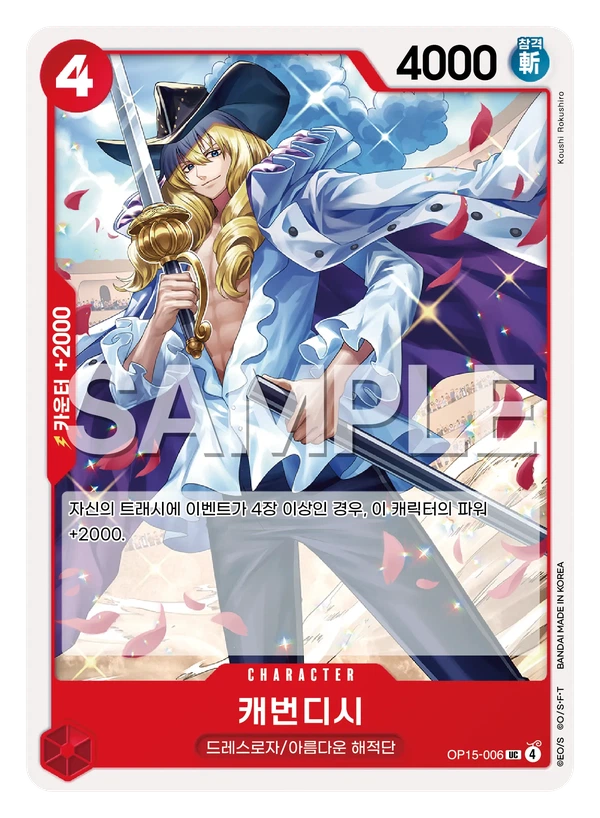 4
4000
참격
斬
Koushi Rokushiro
카운터 +2000
SAMPLE
자신의 트래시에 이벤트가 4장 이상인 경우, 이 캐릭터의 파워
+2000.
CHARACTER
캐번디시
드레스로자/아름다운 해적단
OP15-006 UC 4
©EO/S ©O/S·F·T BANDAI MADE IN KOREA